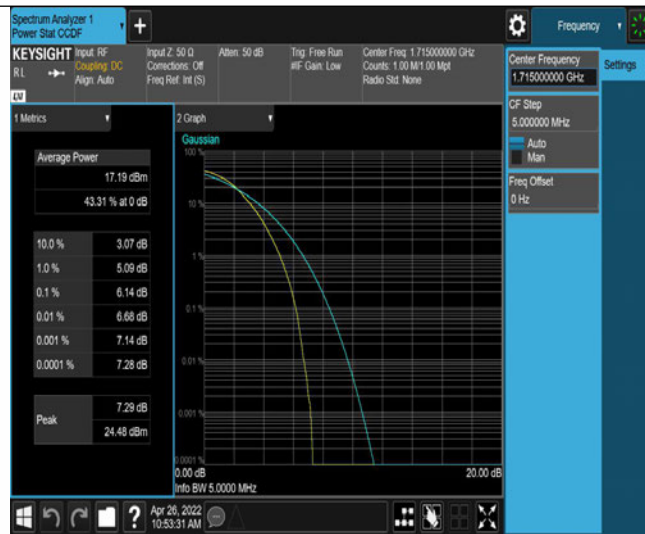 Spectrum Analyzer 1
Power Stat CCDF
Frequency
KEYSIGHT
Input: RF
Input Z: 50 Ω
Atten: 50 dB
Trig: Free Run
Center Freq: 1.715000000 GHz
RL
Coupling: DC
Corrections: Off
#IF Gain: Low
Counts: 1.00 M/1.00 Mpt
Align: Auto
Freq Ref: Int (S)
Radio Std: None
LXI
Center Frequency
1.715000000 GHz
Settings
CF Step
5.000000 MHz
Auto
Man
Freq Offset
0 Hz
1 Metrics
Average Power
17.19 dBm
43.31 % at 0 dB
10.0 % 3.07 dB
1.0 % 5.09 dB
0.1 % 6.14 dB
0.01 % 6.68 dB
0.001 % 7.14 dB
0.0001 % 7.28 dB
Peak
7.29 dB
24.48 dBm
2 Graph
Gaussian
100 %
10 %
1 %
0.1 %
0.01 %
0.001 %
0.0001 %
0.00 dB
20.00 dB
Info BW 5.0000 MHz
?
Apr 26, 2022
10:53:31 AM